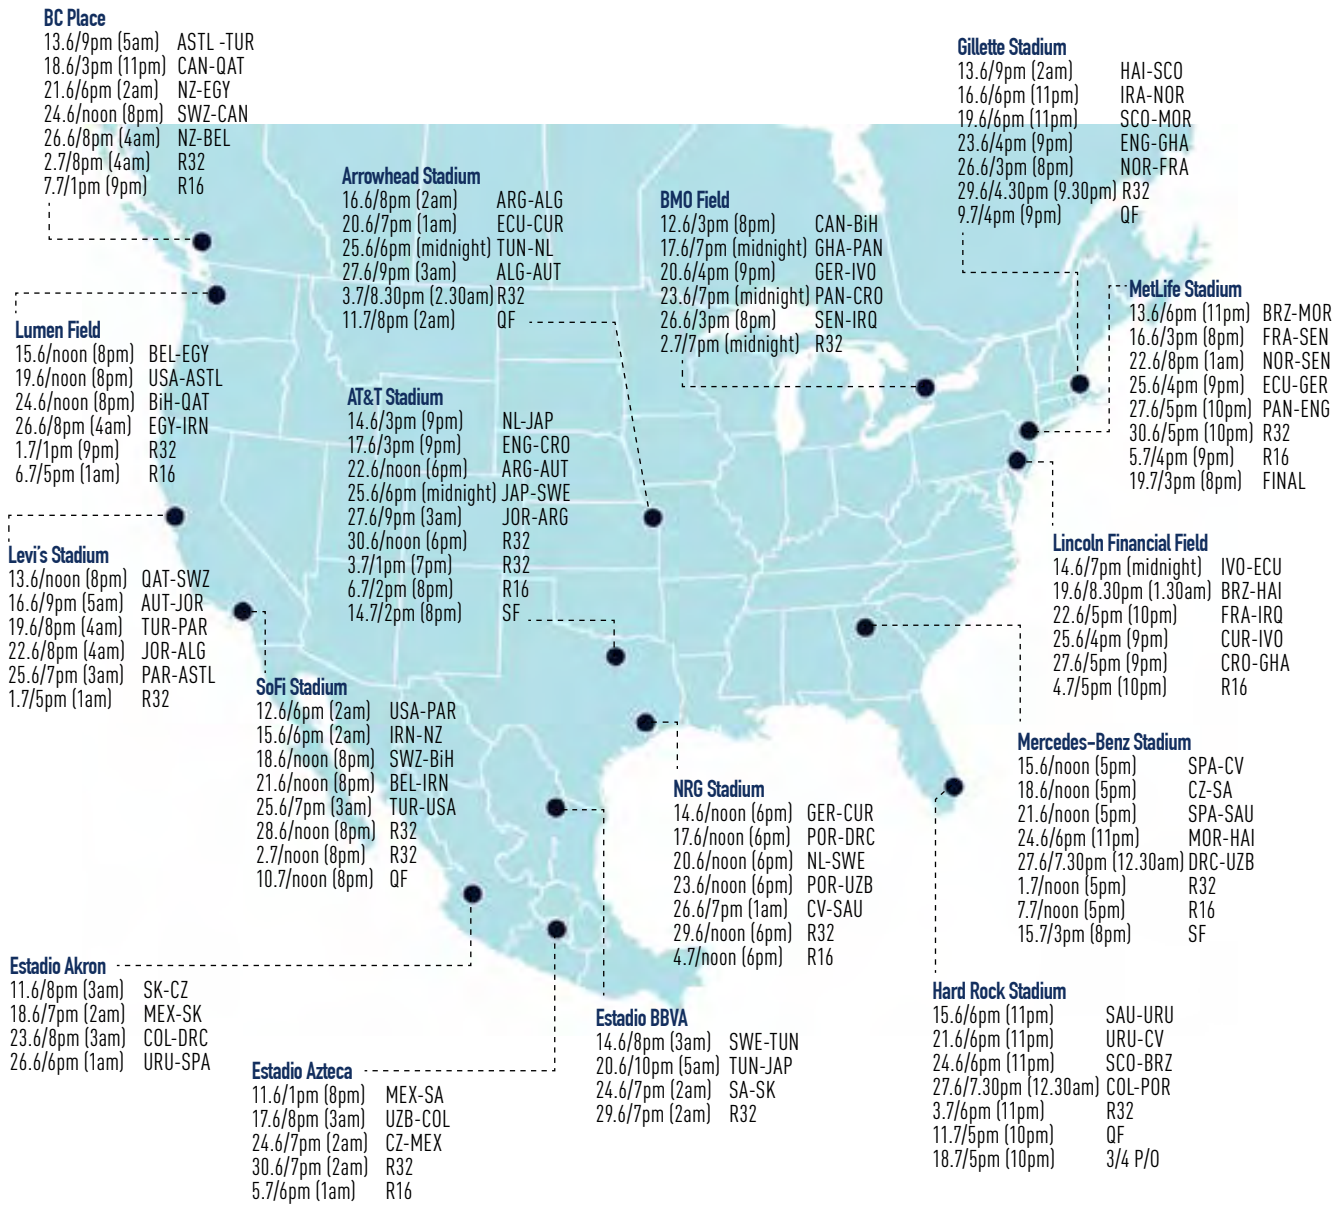 BC Place
13.6/9pm (5am) ASTL -TUR
18.6/3pm (11pm) CAN-QAT
21.6/6pm (2am) NZ-EGY
24.6/noon (8pm) SWZ-CAN
26.6/8pm (4am) NZ-BEL
2.7/8pm (4am) R32
7.7/1pm (9pm) R16
Gillette Stadium
13.6/9pm (2am) HAI-SCO
16.6/6pm (11pm) IRA-NOR
19.6/6pm (11pm) SCO-MOR
23.6/4pm (9pm) ENG-GHA
26.6/3pm (8pm) NOR-FRA
29.6/4.30pm (9.30pm) R32
9.7/4pm (9pm) QF
Arrowhead Stadium
16.6/8pm (2am) ARG-ALG
20.6/7pm (1am) ECU-CUR
25.6/6pm (midnight) TUN-NL
27.6/9pm (3am) ALG-AUT
3.7/8.30pm (2.30am) R32
11.7/8pm (2am) QF
BMO Field
12.6/3pm (8pm) CAN-BiH
17.6/7pm (midnight) GHA-PAN
20.6/4pm (9pm) GER-IVO
23.6/7pm (midnight) PAN-CRO
26.6/3pm (8pm) SEN-IRQ
2.7/7pm (midnight) R32
MetLife Stadium
13.6/6pm (11pm) BRZ-MOR
16.6/3pm (8pm) FRA-SEN
22.6/8pm (1am) NOR-SEN
25.6/4pm (9pm) ECU-GER
27.6/5pm (10pm) PAN-ENG
30.6/5pm (10pm) R32
5.7/4pm (9pm) R16
19.7/3pm (8pm) FINAL
Lumen Field
15.6/noon (8pm) BEL-EGY
19.6/noon (8pm) USA-ASTL
24.6/noon (8pm) BiH-QAT
26.6/8pm (4am) EGY-IRN
1.7/1pm (9pm) R32
6.7/5pm (1am) R16
AT&T Stadium
14.6/3pm (9pm) NL-JAP
17.6/3pm (9pm) ENG-CRO
22.6/noon (6pm) ARG-AUT
25.6/6pm (midnight) JAP-SWE
27.6/9pm (3am) JOR-ARG
30.6/noon (6pm) R32
3.7/1pm (7pm) R32
6.7/2pm (8pm) R16
14.7/2pm (8pm) SF
Lincoln Financial Field
14.6/7pm (midnight) IVO-ECU
19.6/8.30pm (1.30am) BRZ-HAI
22.6/5pm (10pm) FRA-IRQ
25.6/4pm (9pm) CUR-IVO
27.6/5pm (9pm) CRO-GHA
4.7/5pm (10pm) R16
Levi's Stadium
13.6/noon (8pm) QAT-SWZ
16.6/9pm (5am) AUT-JOR
19.6/8pm (4am) TUR-PAR
22.6/8pm (4am) JOR-ALG
25.6/7pm (3am) PAR-ASTL
1.7/5pm (1am) R32
SoFi Stadium
12.6/6pm (2am) USA-PAR
15.6/6pm (2am) IRN-NZ
18.6/noon (8pm) SWZ-BiH
21.6/noon (8pm) BEL-IRN
25.6/7pm (3am) TUR-USA
28.6/noon (8pm) R32
2.7/noon (8pm) R32
10.7/noon (8pm) QF
NRG Stadium
14.6/noon (6pm) GER-CUR
17.6/noon (6pm) POR-DRC
20.6/noon (6pm) NL-SWE
23.6/noon (6pm) POR-UZB
26.6/7pm (1am) CV-SAU
29.6/noon (6pm) R32
4.7/noon (6pm) R16
Mercedes-Benz Stadium
15.6/noon (5pm) SPA-CV
18.6/noon (5pm) CZ-SA
21.6/noon (5pm) SPA-SAU
24.6/6pm (11pm) MOR-HAI
27.6/7.30pm (12.30am) DRC-UZB
1.7/noon (5pm) R32
7.7/noon (5pm) R16
15.7/3pm (8pm) SF
Estadio Akron
11.6/8pm (3am) SK-CZ
18.6/7pm (2am) MEX-SK
23.6/8pm (3am) COL-DRC
26.6/6pm (1am) URU-SPA
Estadio Azteca
11.6/1pm (8pm) MEX-SA
17.6/8pm (3am) UZB-COL
24.6/7pm (2am) CZ-MEX
30.6/7pm (2am) R32
5.7/6pm (1am) R16
Estadio BBVA
14.6/8pm (3am) SWE-TUN
20.6/10pm (5am) TUN-JAP
24.6/7pm (2am) SA-SK
29.6/7pm (2am) R32
Hard Rock Stadium
15.6/6pm (11pm) SAU-URU
21.6/6pm (11pm) URU-CV
24.6/6pm (11pm) SCO-BRZ
27.6/7.30pm (12.30am) COL-POR
3.7/6pm (11pm) R32
11.7/5pm (10pm) QF
18.7/5pm (10pm) 3/4 P/O